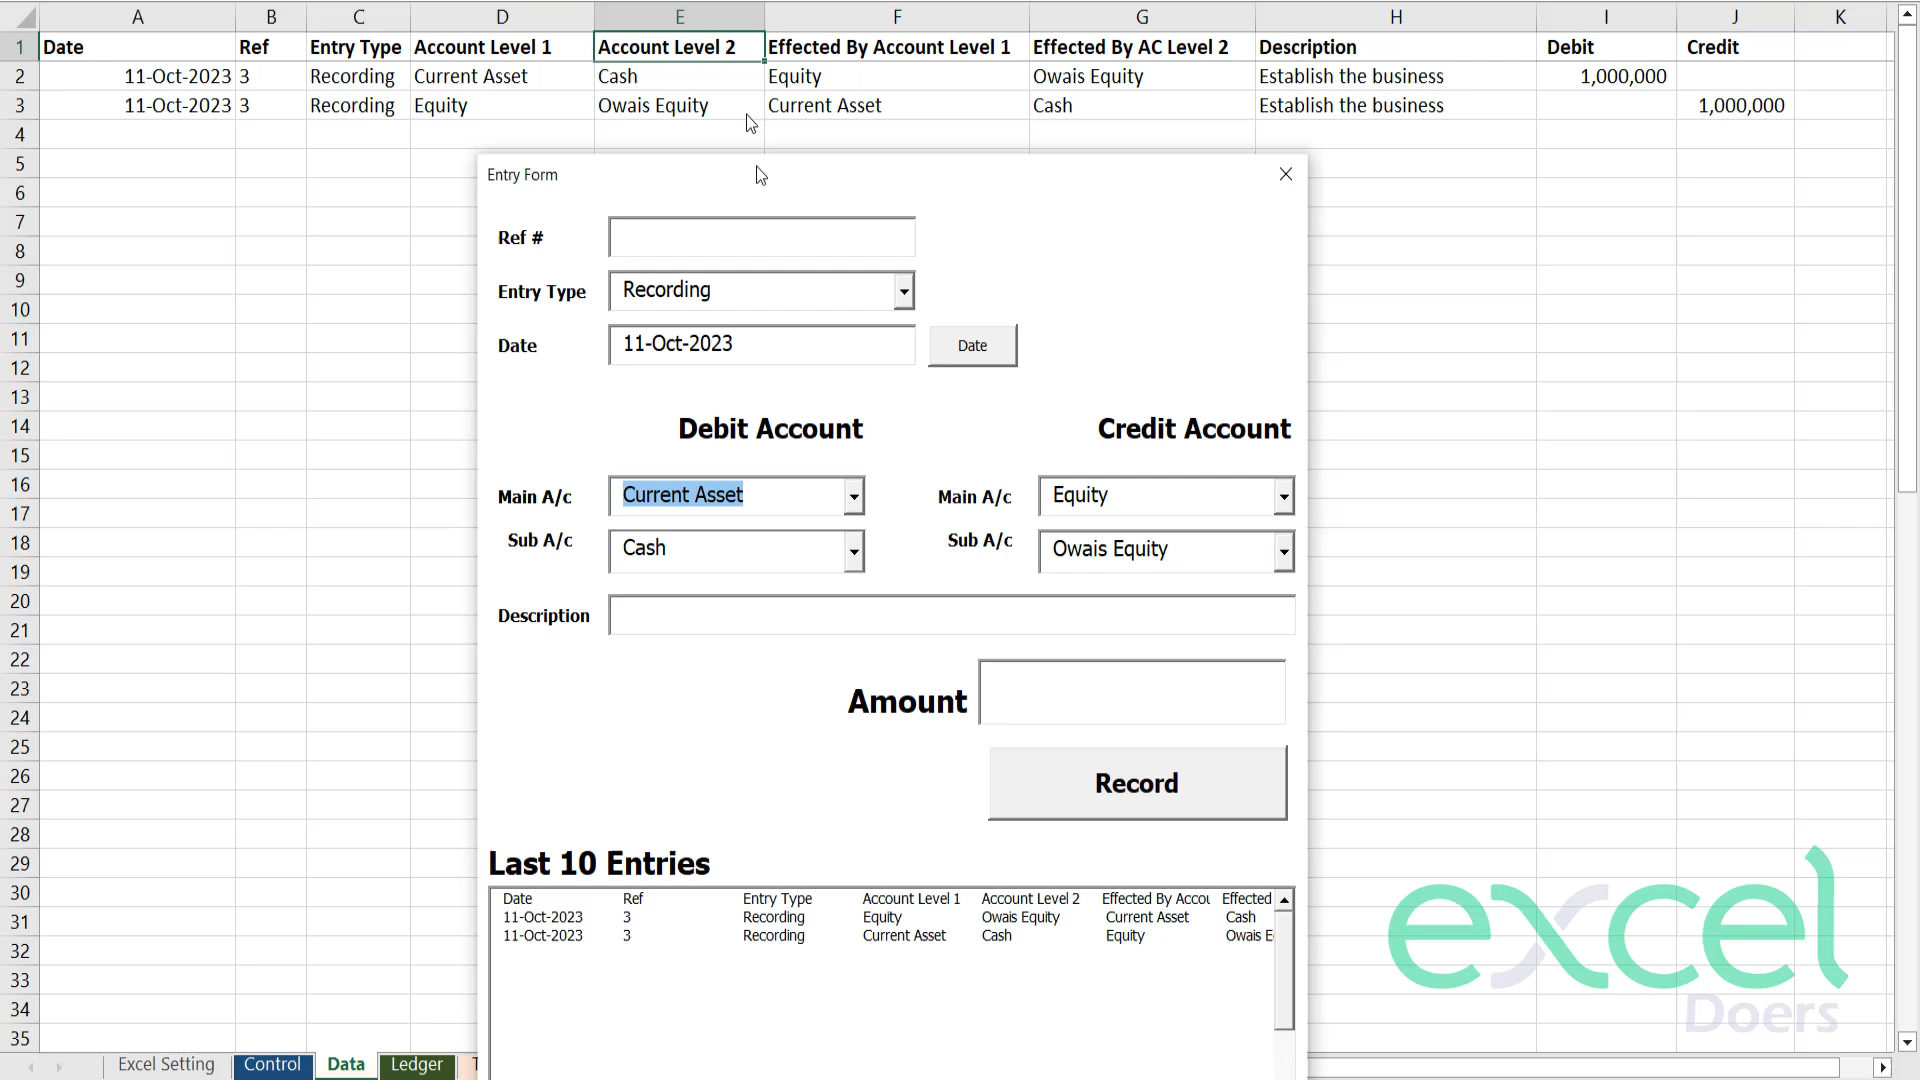 A B C D E F G H I J K
1 Date Ref Entry Type Account Level 1 Account Level 2 Effected By Account Level 1 Effected By AC Level 2 Description Debit Credit
2 11-Oct-2023 3 Recording Current Asset Cash Equity Owais Equity Establish the business 1,000,000
3 11-Oct-2023 3 Recording Equity Owais Equity Current Asset Cash Establish the business 1,000,000
4
5
6
7
8
9
10
11
12
13
14
15
16
17
18
19
20
21
22
23
24
25
26
27
28
29
30
31
32
33
34
35
Entry Form
Ref #
Entry Type Recording
Date 11-Oct-2023 Date
Debit Account Credit Account
Main A/c Current Asset Main A/c Equity
Sub A/c Cash Sub A/c Owais Equity
Description
Amount
Record
Last 10 Entries
Date Ref Entry Type Account Level 1 Account Level 2 Effected By Accou Effected
11-Oct-2023 3 Recording Equity Owais Equity Current Asset Cash
11-Oct-2023 3 Recording Current Asset Cash Equity Owais E
excel
Doers
Excel Setting Control Data Ledger